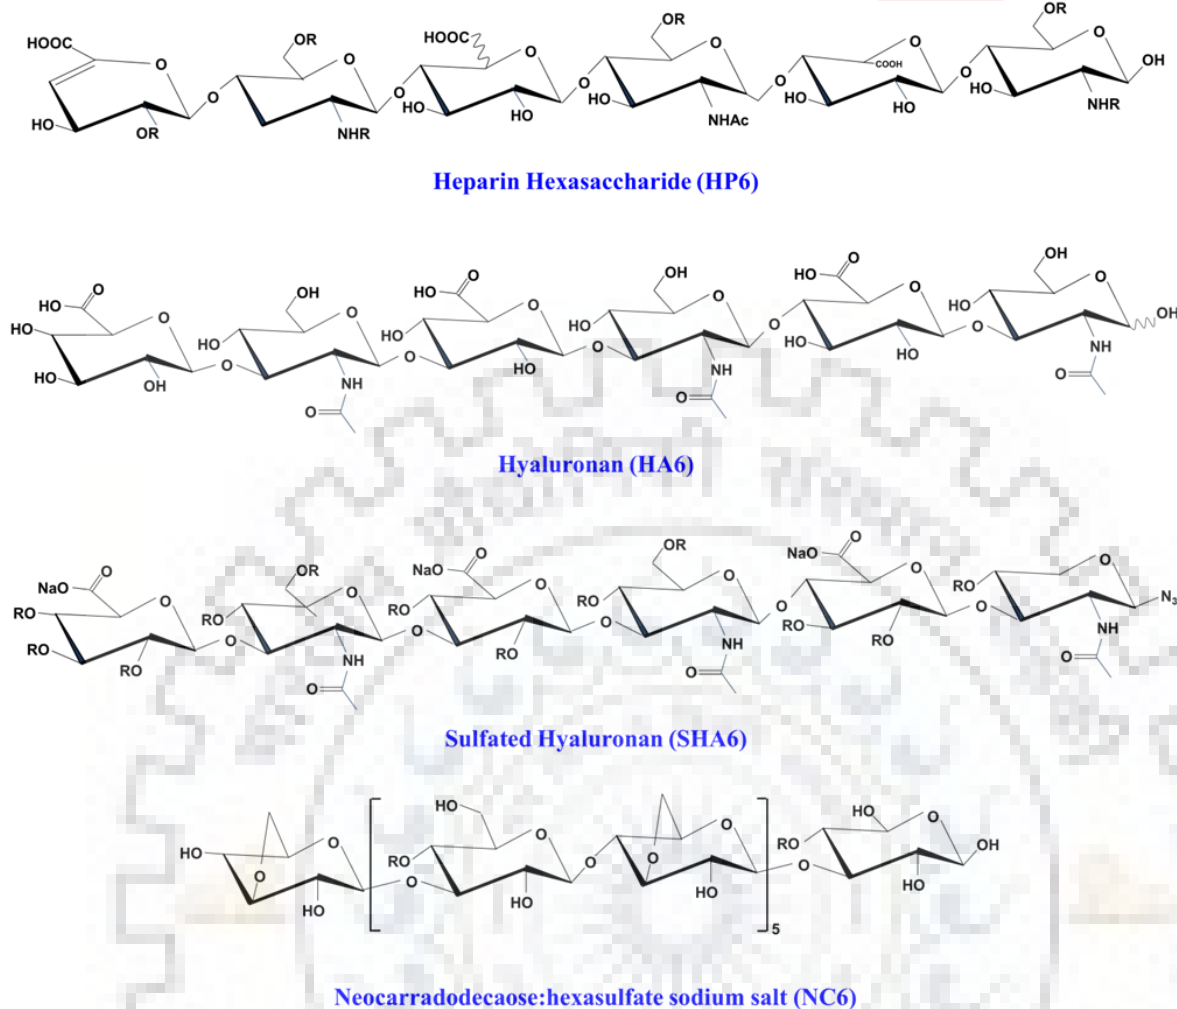 OR
HOOC O OR HOOC O OR O COOH O OR O OH
HO OR O NHR O HO HO O HO NHAc O HO HO O HO NHR
Heparin Hexasaccharide (HP6)
HO O OH HO O OH HO O OH
HO O HO O HO O HO O HO O HO O OH
HO OH O NH O HO O NH O HO HO O NH
O O O
Hyaluronan (HA6)
NaO O OR NaO O OR NaO O
RO O RO O RO O RO O O RO O N3
RO RO O NH O RO O NH O RO RO O NH
O O O
Sulfated Hyaluronan (SHA6)
HO O HO O O HO O
HO O RO O O RO OH
HO O HO HO 5 O HO
Neocarradodecaose:hexasulfate sodium salt (NC6)